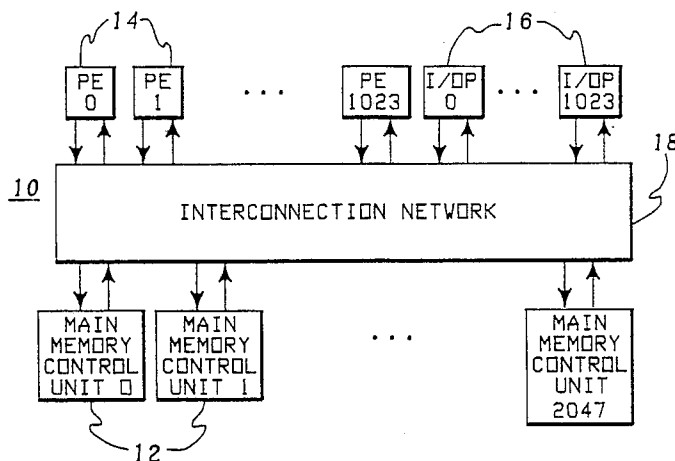 14
16
PE
0
PE
1
...
PE
1023
I/OP
0
...
I/OP
1023
10
18
INTERCONNECTION NETWORK
MAIN
MEMORY
CONTROL
UNIT 0
MAIN
MEMORY
CONTROL
UNIT 1
...
MAIN
MEMORY
CONTROL
UNIT
2047
12